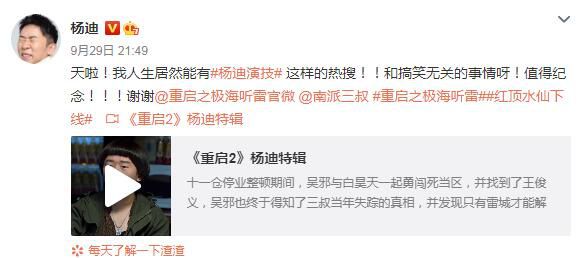 杨迪
9月29日 21:49
天啦！我人生居然能有#杨迪演技# 这样的热搜！！和搞笑无关的事情呀！值得纪
念！！！谢谢@重启之极海听雷官微 @南派三叔 #重启之极海听雷##红顶水仙下
线# 《重启2》杨迪特辑
《重启2》杨迪特辑
十一仓停业整顿期间，吴邪与白昊天一起勇闯死当区，并找到了王俊
义，吴邪也终于得知了三叔当年失踪的真相，并发现只有雷城才能解
每天了解一下渣渣